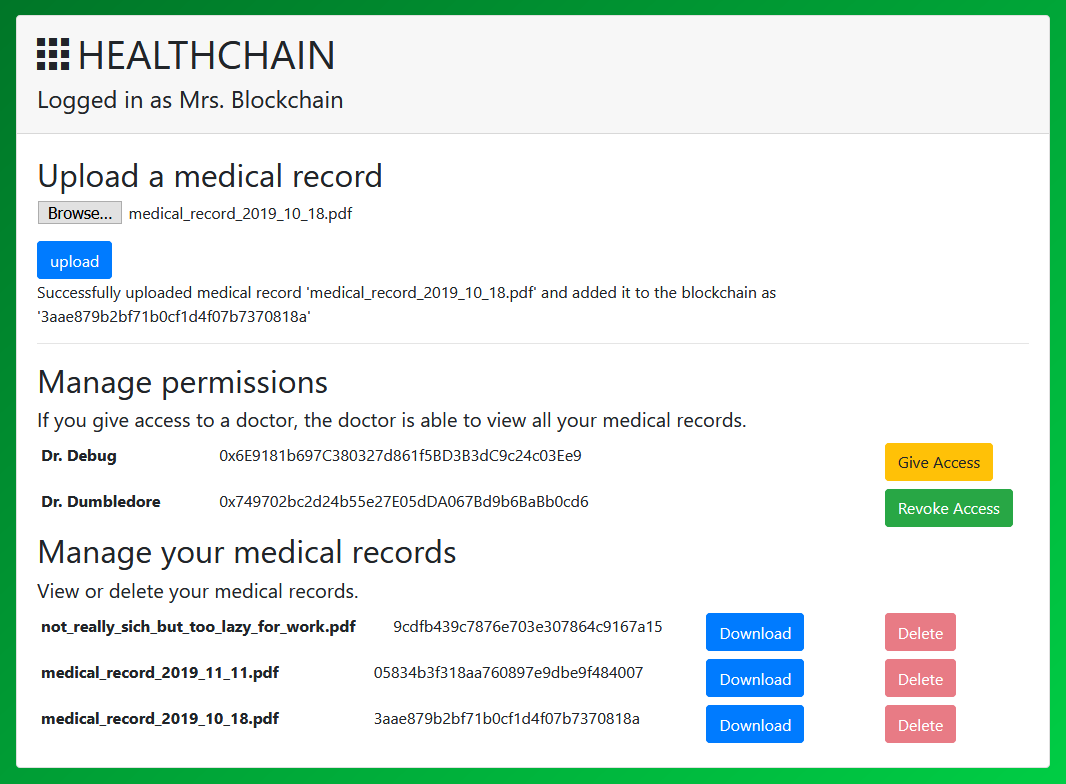 HEALTHCHAIN
Logged in as Mrs. Blockchain
Upload a medical record
Browse... medical_record_2019_10_18.pdf
upload
Successfully uploaded medical record 'medical_record_2019_10_18.pdf' and added it to the blockchain as
'3aae879b2bf71b0cf1d4f07b7370818a'
Manage permissions
If you give access to a doctor, the doctor is able to view all your medical records.
Dr. Debug 0x6E9181b697C380327d861f5BD3B3dC9c24c03Ee9 Give Access
Dr. Dumbledore 0x749702bc2d24b55e27E05dDA067Bd9b6BaBb0cd6 Revoke Access
Manage your medical records
View or delete your medical records.
not_really_sich_but_too_lazy_for_work.pdf 9cdfb439c7876e703e307864c9167a15 Download Delete
medical_record_2019_11_11.pdf 05834b3f318aa760897e9dbe9f484007 Download Delete
medical_record_2019_10_18.pdf 3aae879b2bf71b0cf1d4f07b7370818a Download Delete